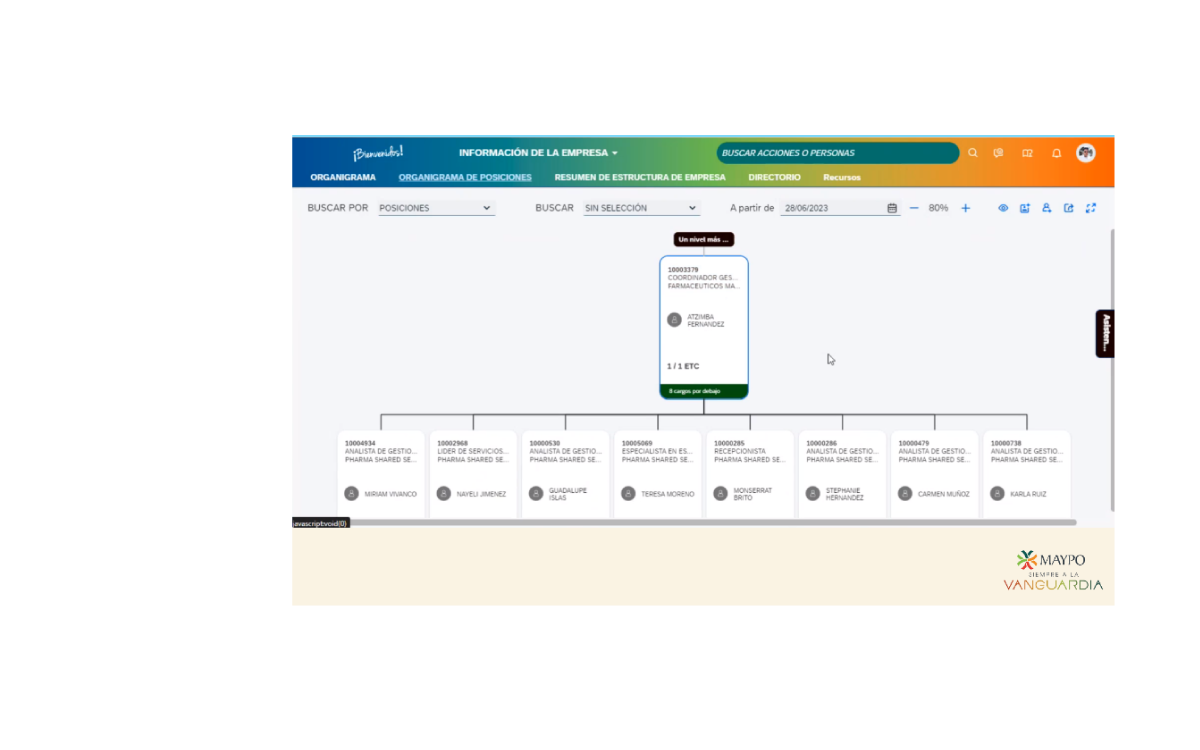 ¡Bienvenidos!
INFORMACIÓN DE LA EMPRESA
BUSCAR ACCIONES O PERSONAS
ORGANIGRAMA
ORGANIGRAMA DE POSICIONES
RESUMEN DE ESTRUCTURA DE EMPRESA
DIRECTORIO
Recursos
BUSCAR POR POSICIONES
BUSCAR SIN SELECCIÓN
A partir de 28/06/2023
80%
Un nivel más ...
10003379
COORDINADOR GES...
FARMACEUTICOS MA...
ATZIMBA
FERNANDEZ
1 / 1 ETC
8 cargos por debajo
Asisten...
10004934
ANALISTA DE GESTIO...
PHARMA SHARED SE...
MIRIAM VIVANCO
10002968
LIDER DE SERVICIOS...
PHARMA SHARED SE...
NAYELI JIMENEZ
10000530
ANALISTA DE GESTIO...
PHARMA SHARED SE...
GUADALUPE
ISLAS
10005069
ESPECIALISTA EN ES...
PHARMA SHARED SE...
TERESA MORENO
10000285
RECEPCIONISTA
PHARMA SHARED SE...
MONSERRAT
BRITO
10000286
ANALISTA DE GESTIO...
PHARMA SHARED SE...
STEPHANIE
HERNANDEZ
10000479
ANALISTA DE GESTIO...
PHARMA SHARED SE...
CARMEN MUÑOZ
10000738
ANALISTA DE GESTIO...
PHARMA SHARED SE...
KARLA RUIZ
javascript:void(0)
MAYPO
SIEMPRE A LA
VANGUARDIA